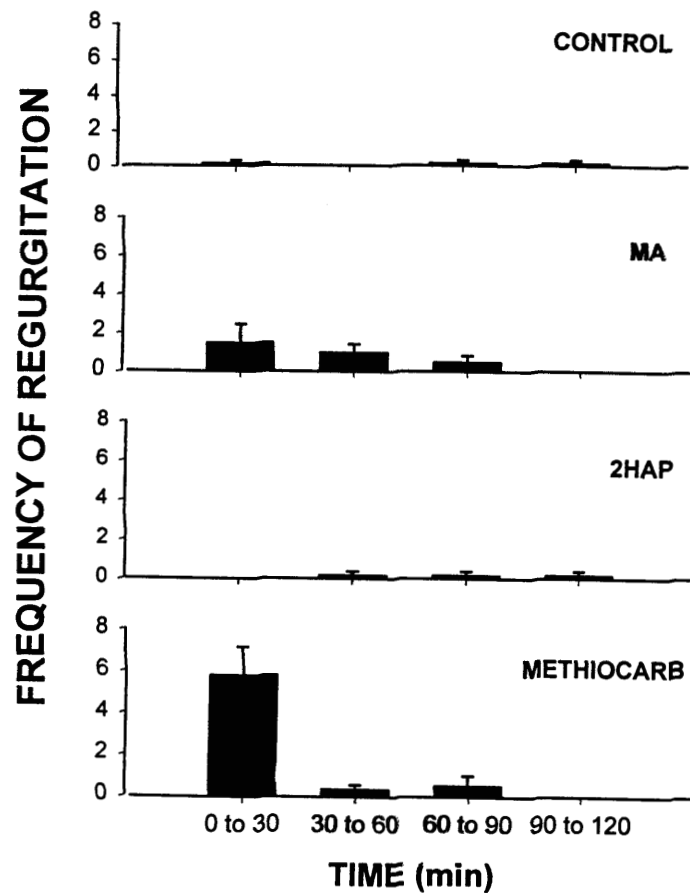 FREQUENCY OF REGURGITATION
8
6
4
2
0
CONTROL
8
6
4
2
0
MA
8
6
4
2
0
2HAP
8
6
4
2
0
METHIOCARB
0 to 30 30 to 60 60 to 90 90 to 120
TIME (min)